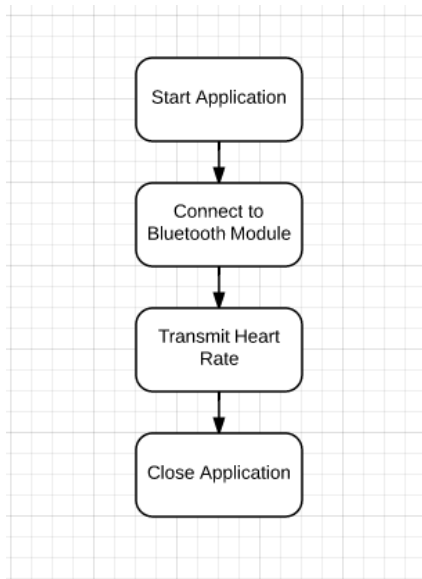 Start Application
Connect to
Bluetooth Module
Transmit Heart
Rate
Close Application